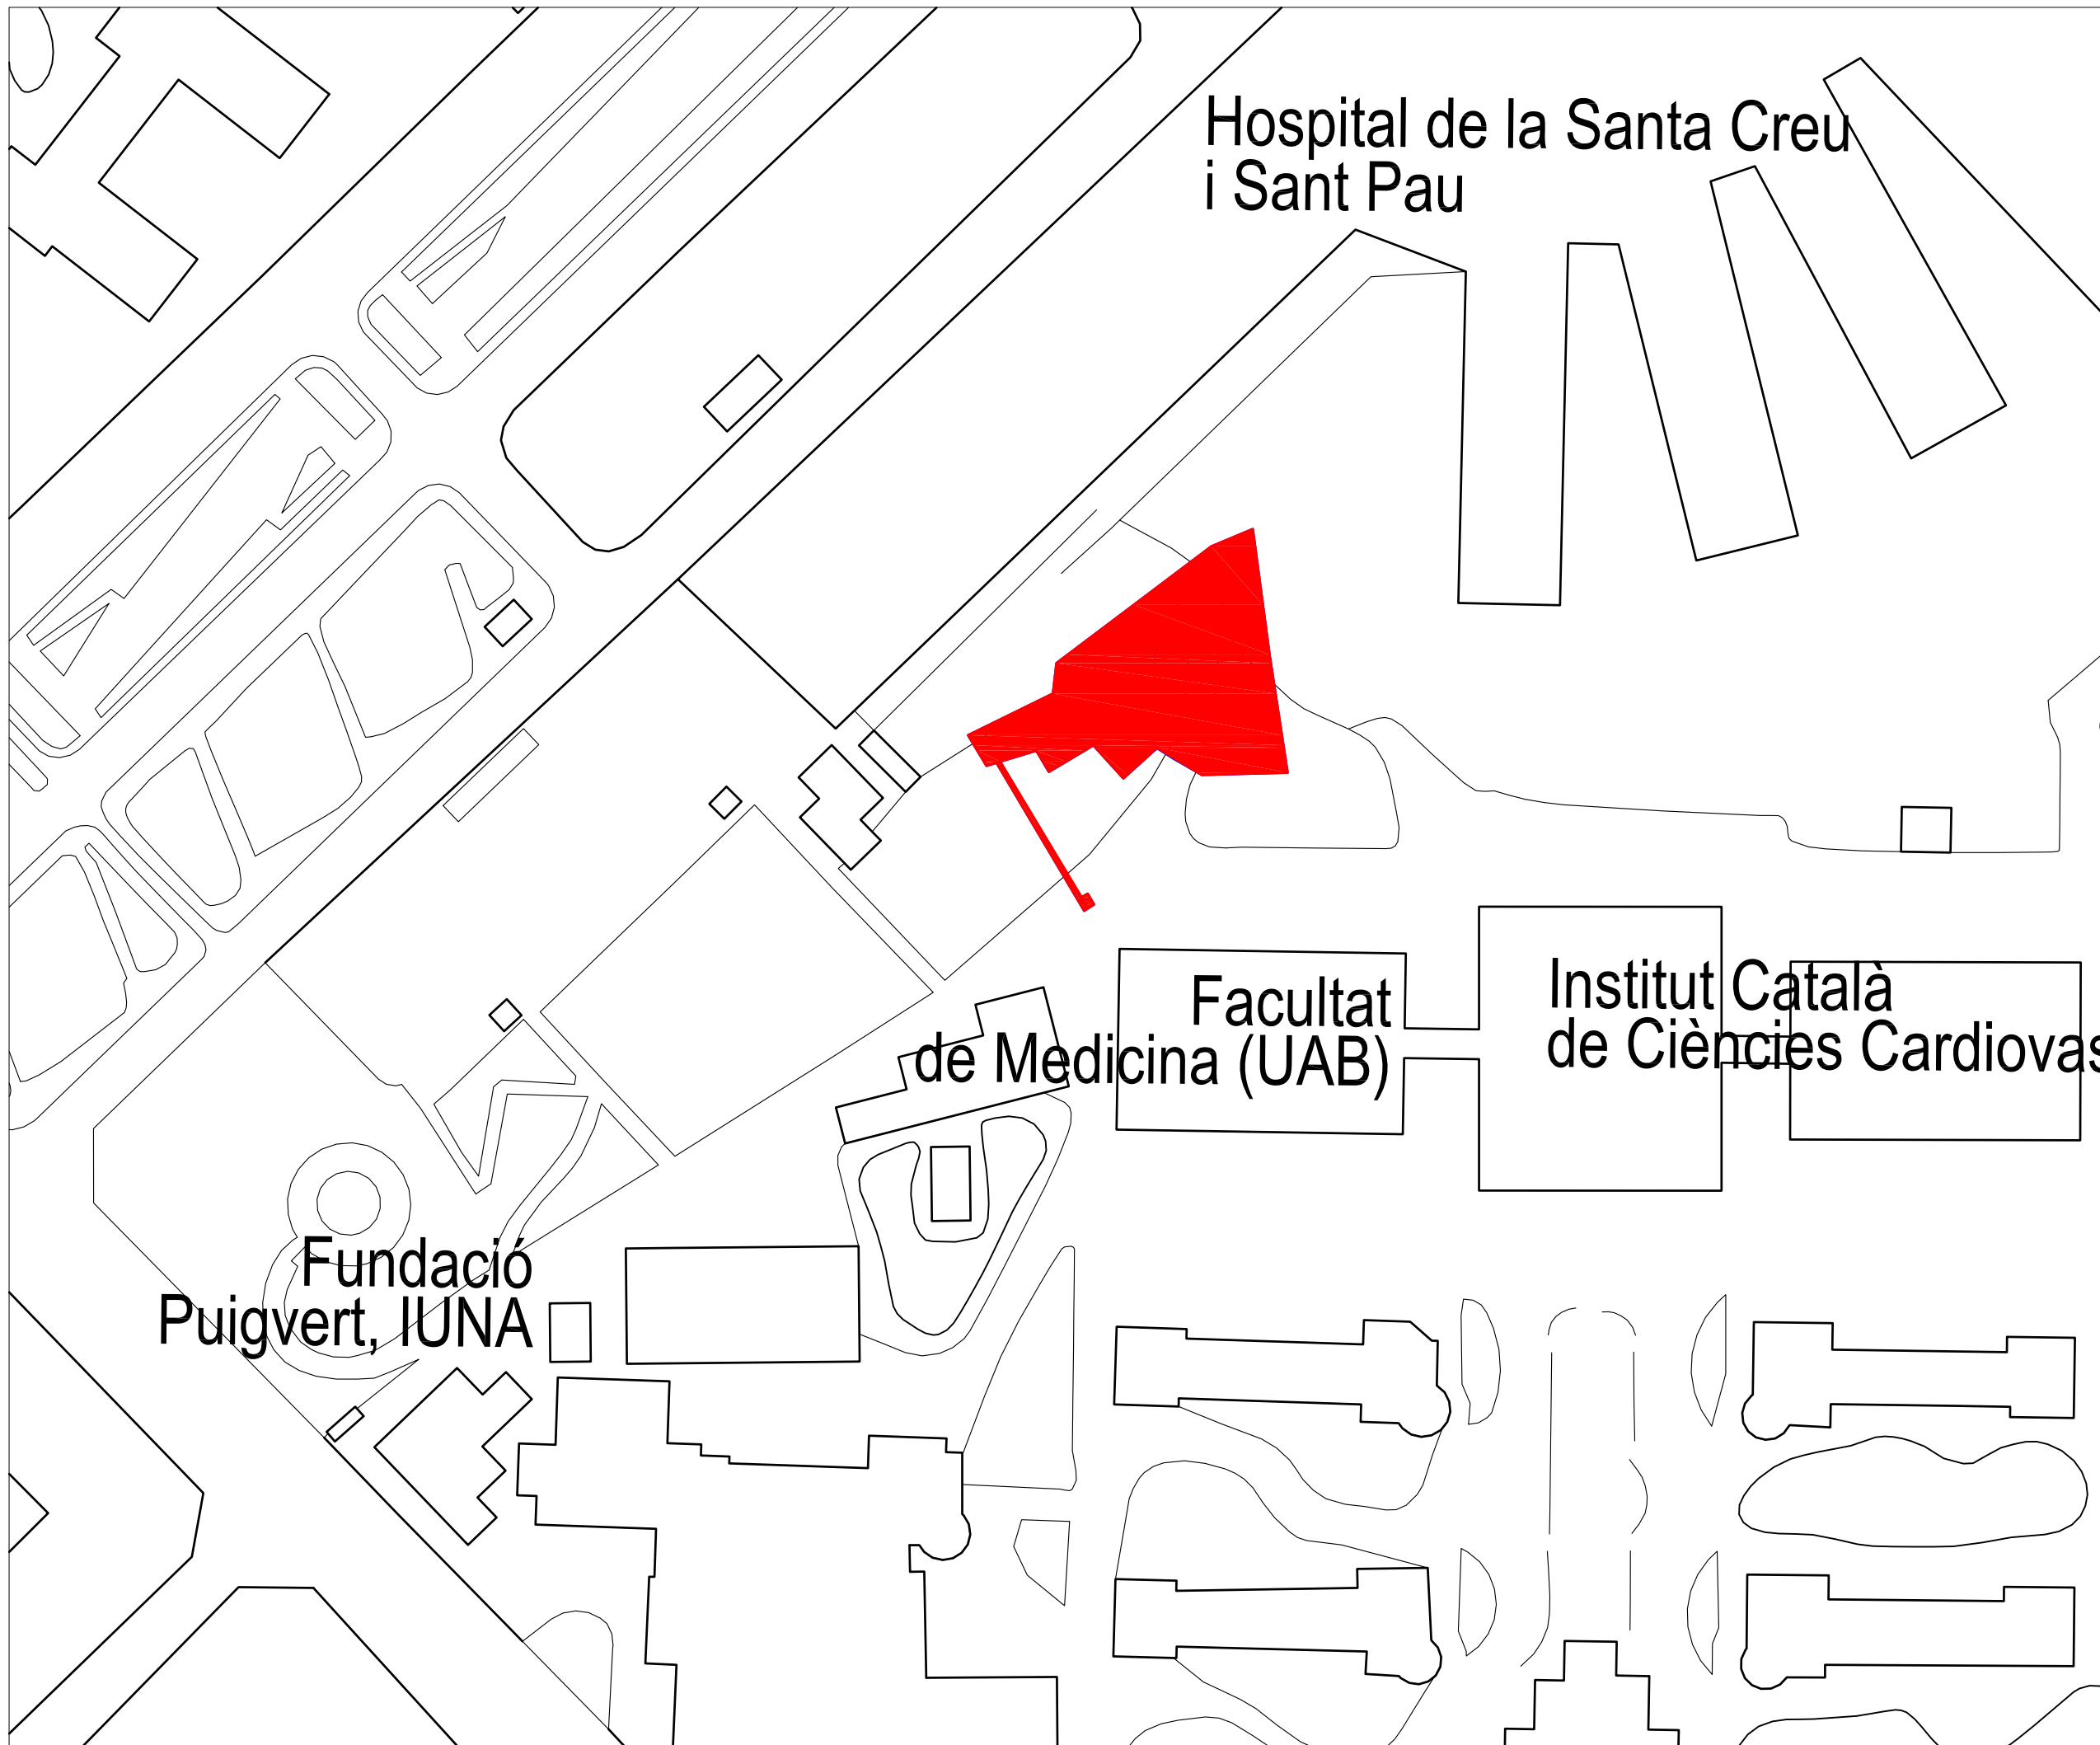 Hospital de la Santa Creu
i Sant Pau
Facultat
de Medicina (UAB)
Institut Català
de Ciències Cardiovas
Fundació
Puigvert, IUNA